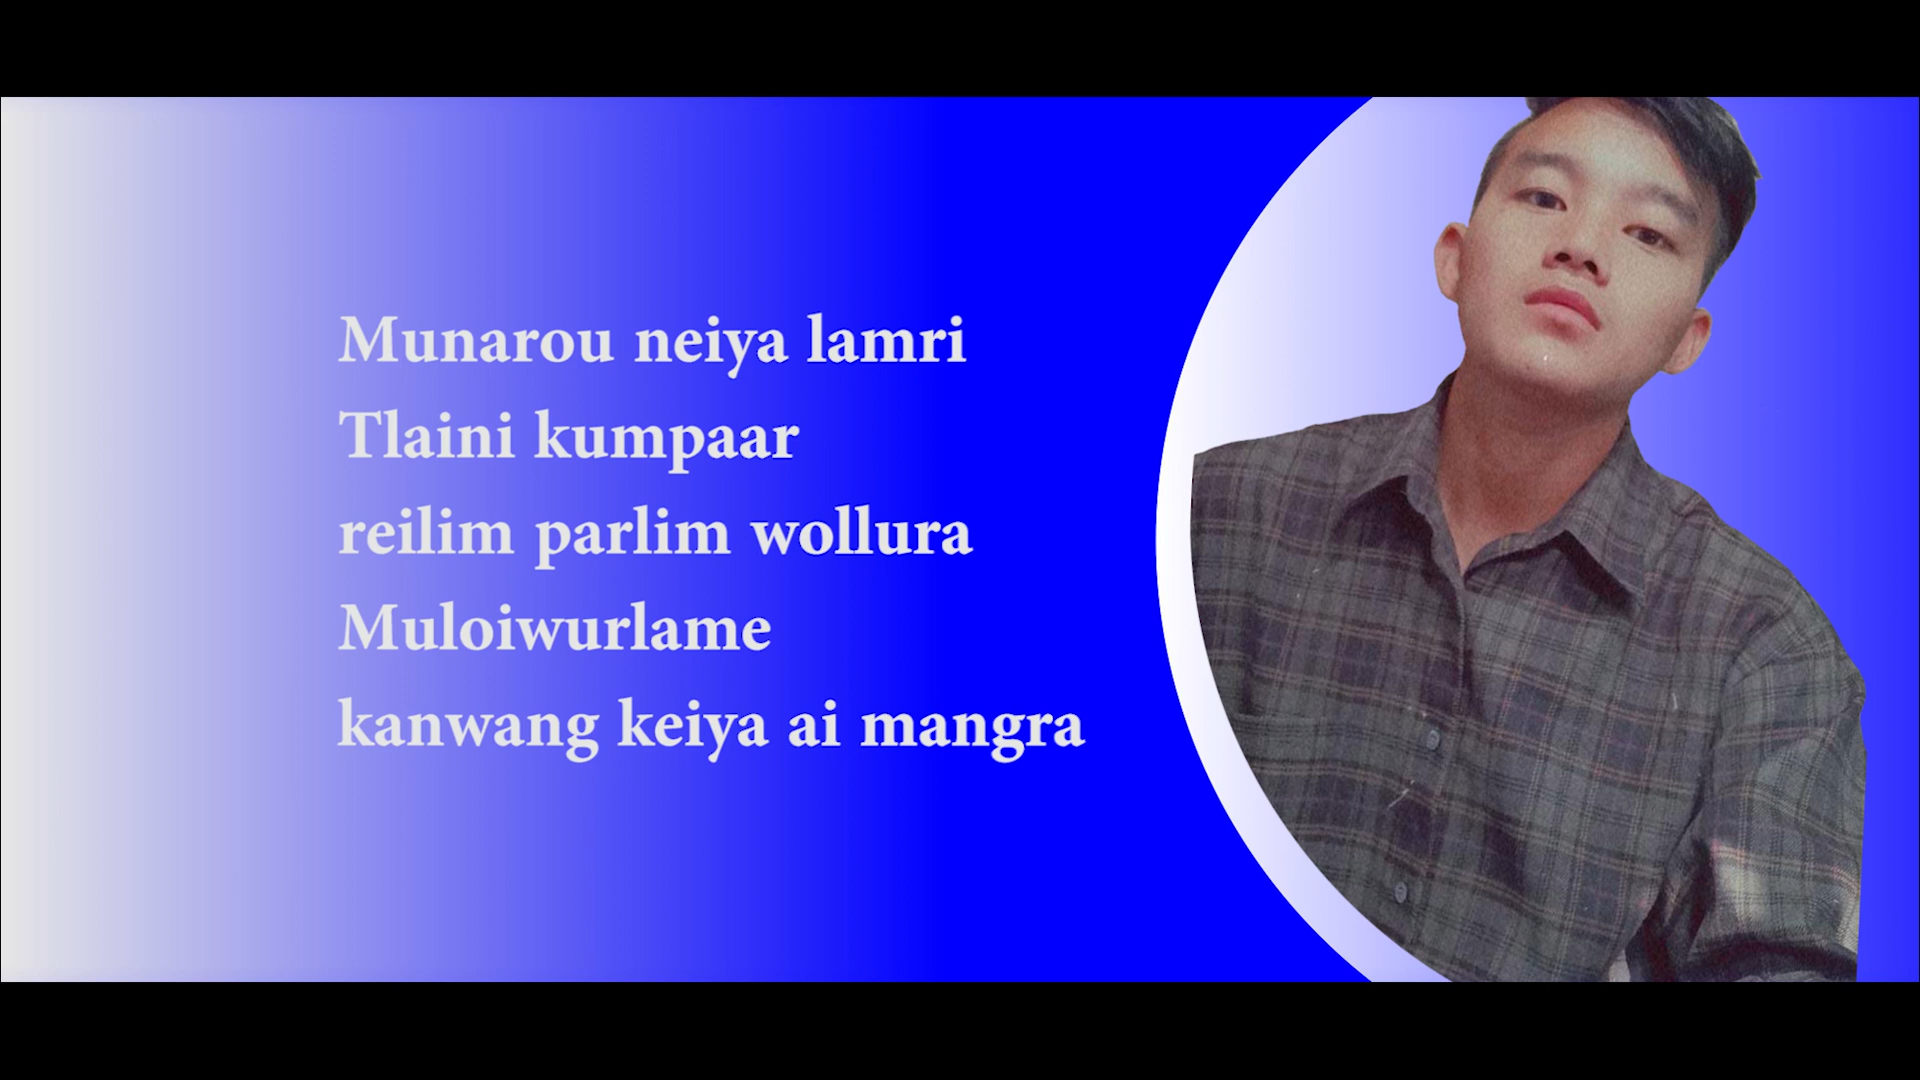 Munarou neiya lamri
Tlaini kumpaar
reilim parlim wollura
Muloiwurlame
kanwang keiya ai mangra